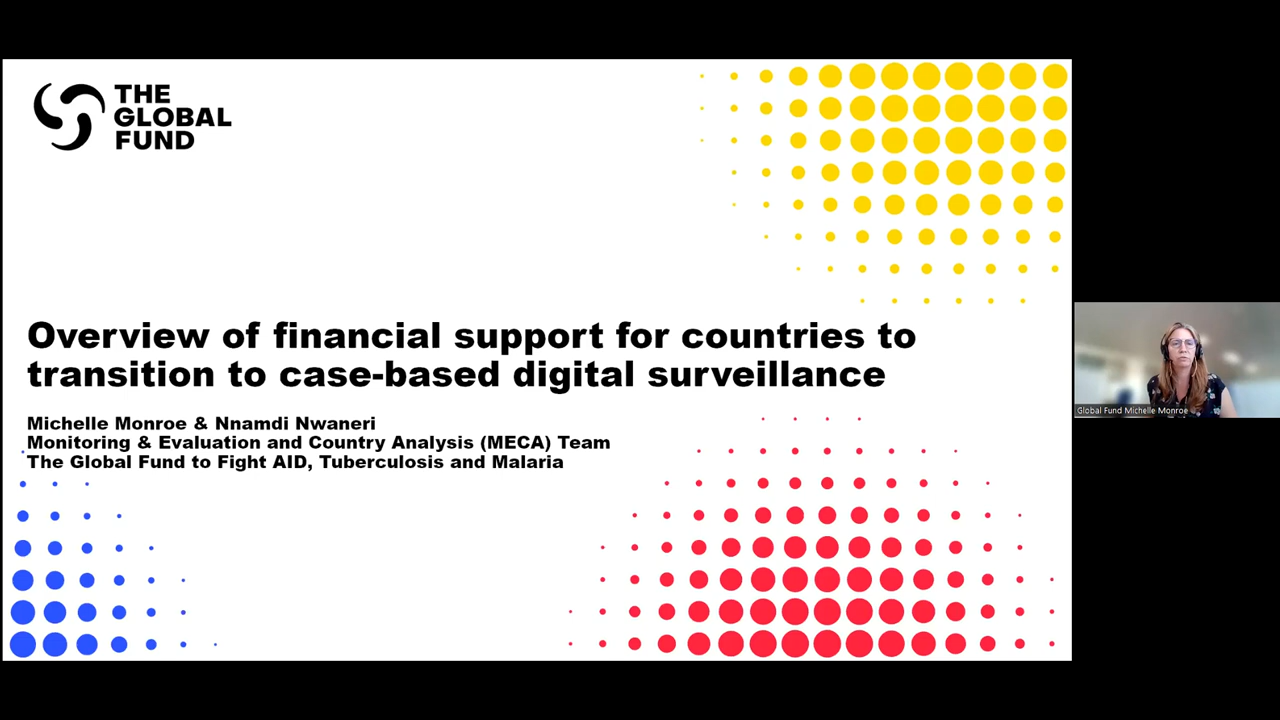 THE
GLOBAL
FUND
Overview of financial support for countries to
transition to case-based digital surveillance
Michelle Monroe & Nnamdi Nwaneri
Monitoring & Evaluation and Country Analysis (MECA) Team
The Global Fund to Fight AID, Tuberculosis and Malaria
Global Fund Michelle Monroe